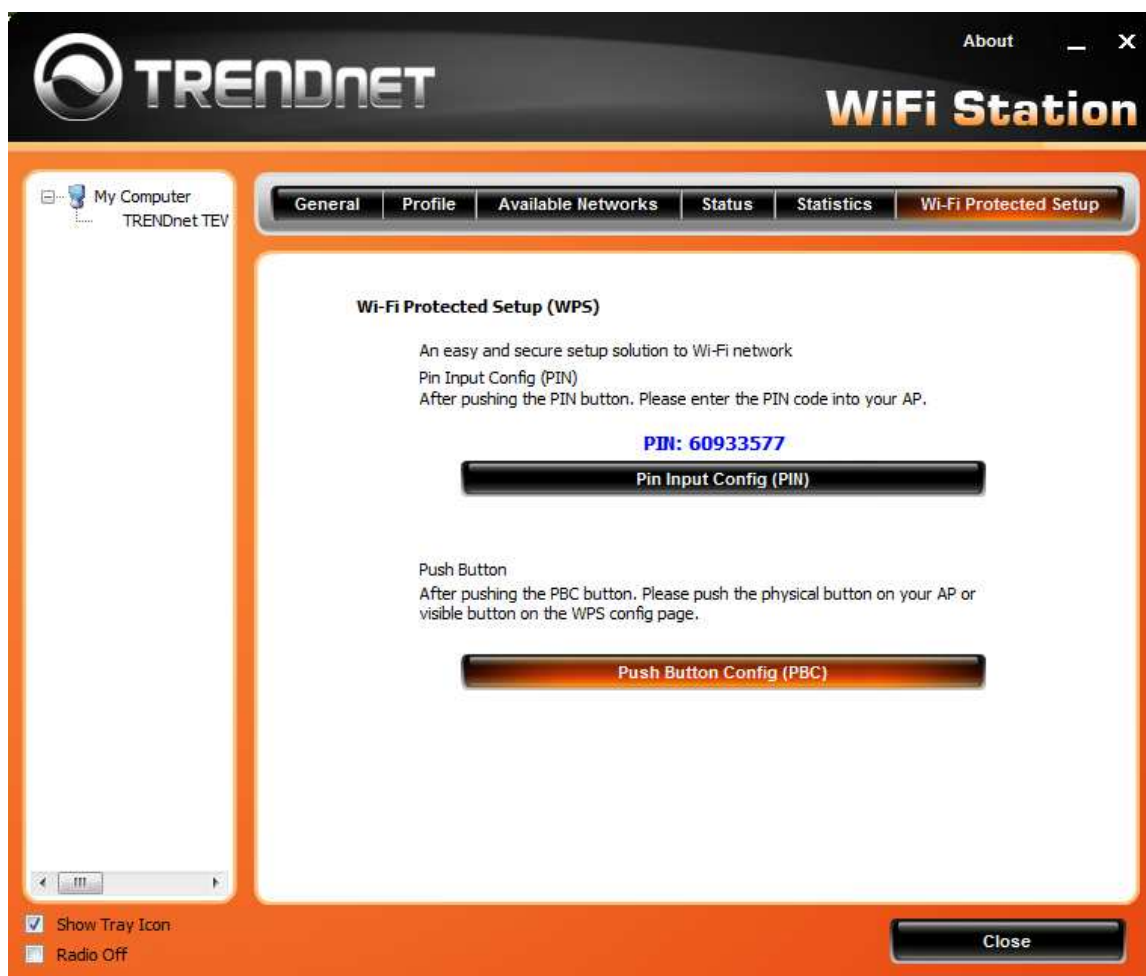 TRENDNET
About
WiFi Station
My Computer
TRENDnet TEW
General
Profile
Available Networks
Status
Statistics
Wi-Fi Protected Setup
Wi-Fi Protected Setup (WPS)
An easy and secure setup solution to Wi-Fi network
Pin Input Config (PIN)
After pushing the PIN button. Please enter the PIN code into your AP.
PIN: 60933577
Pin Input Config (PIN)
Push Button
After pushing the PBC button. Please push the physical button on your AP or
visible button on the WPS config page.
Push Button Config (PBC)
Show Tray Icon
Radio Off
Close